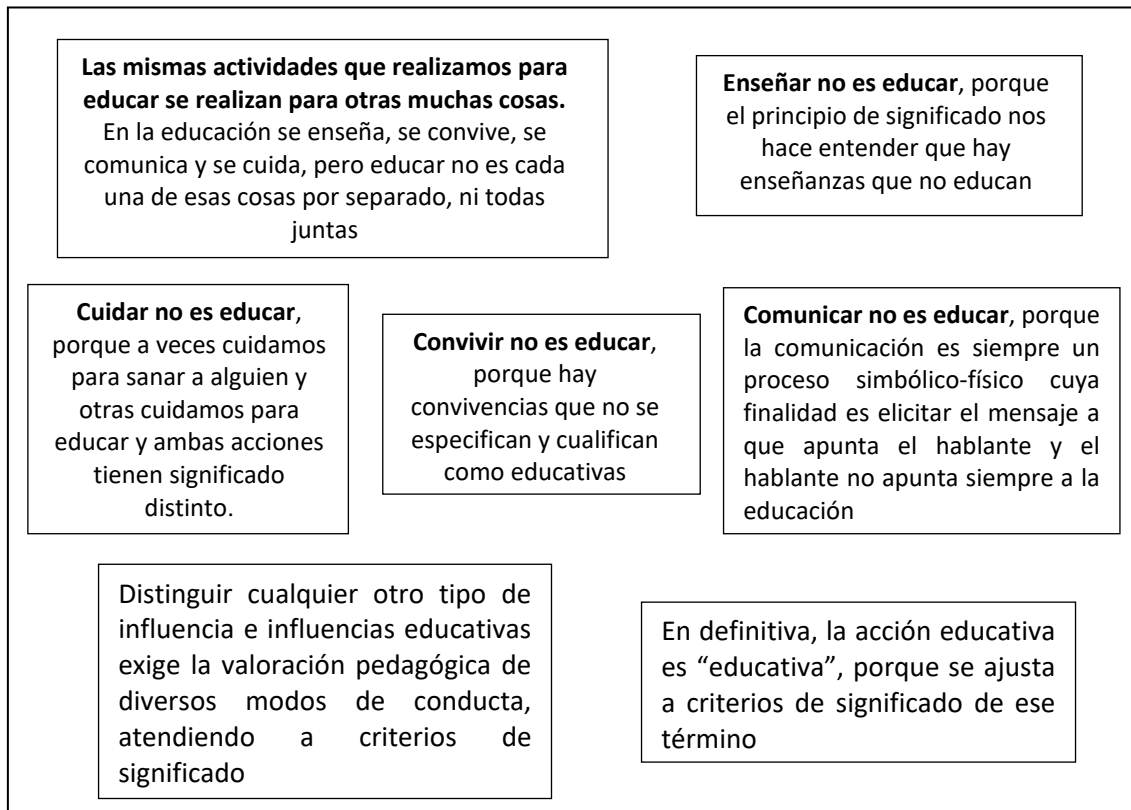 Las mismas actividades que realizamos para
educar se realizan para otras muchas cosas.
En la educación se enseña, se convive, se
comunica y se cuida, pero educar no es cada
una de esas cosas por separado, ni todas
juntas
Enseñar no es educar, porque
el principio de significado nos
hace entender que hay
enseñanzas que no educan
Cuidar no es educar,
porque a veces cuidamos
para sanar a alguien y
otras cuidamos para
educar y ambas acciones
tienen significado
distinto.
Convivir no es educar,
porque hay
convivencias que no se
especifican y cualifican
como educativas
Comunicar no es educar, porque
la comunicación es siempre un
proceso simbólico-físico cuya
finalidad es elicitar el mensaje a
que apunta el hablante y el
hablante no apunta siempre a la
educación
Distinguir cualquier otro tipo de
influencia e influencias educativas
exige la valoración pedagógica de
diversos modos de conducta,
atendiendo a criterios de
significado
En definitiva, la acción educativa
es “educativa”, porque se ajusta
a criterios de significado de ese
término